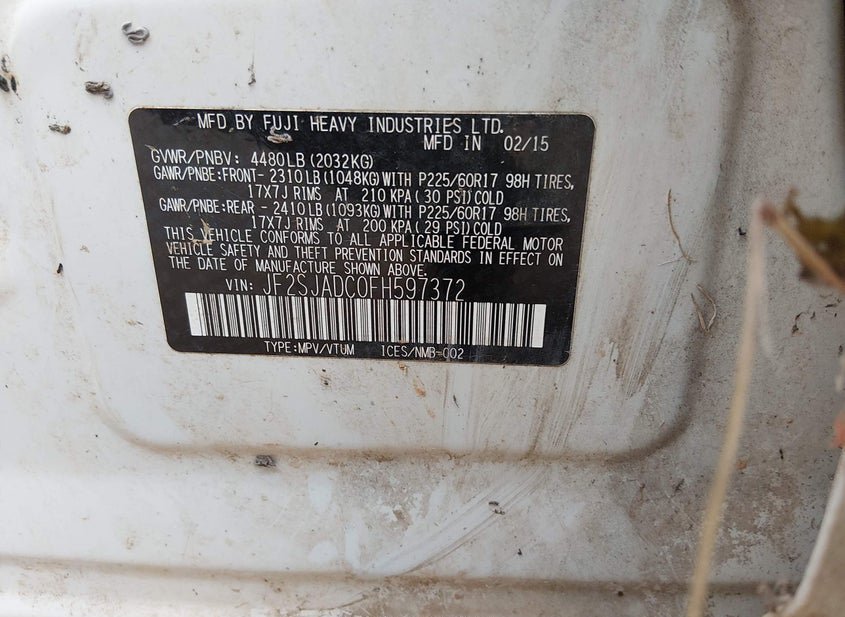 MFD BY FUJI HEAVY INDUSTRIES LTD.
MFD IN 02/15
GVWR/PNBV: 4480LB(2032KG)
GAWR/PNBE:FRONT-2310LB(1048KG)WITH P225/60R17 98H TIRES,
17X7J RIMS AT 210 KPA(30 PSI)COLD
GAWR/PNBE:REAR - 2410LB(1093KG)WITH P225/60R17 98H TIRES,
17X7J RIMS AT 200 KPA(29 PSI)COLD
THIS VEHICLE CONFORMS TO ALL APPLICABLE FEDERAL MOTOR
VEHICLE SAFETY AND THEFT PREVENTION STANDARDS IN EFFECT ON
THE DATE OF MANUFACTURE SHOWN ABOVE.
VIN: JF2SJADC0FH597372
TYPE:MPV/VTUM ICES/NMB-002